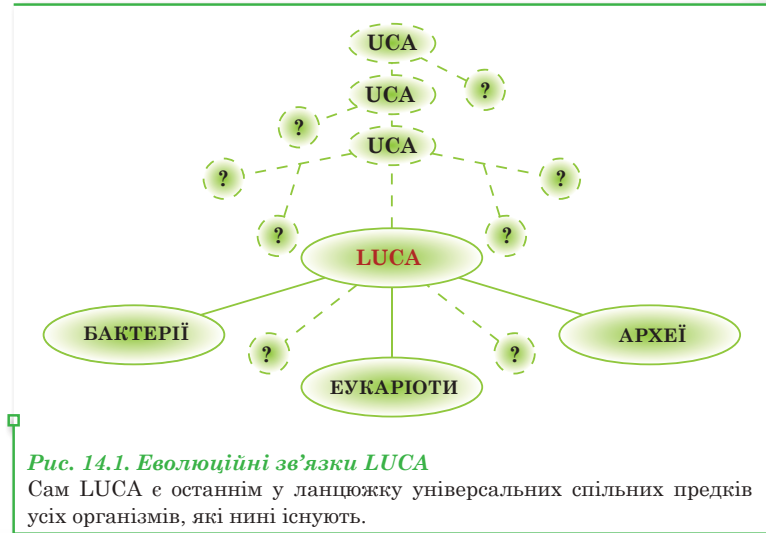 UCA
?
UCA
?
UCA
?
?
?
?
LUCA
БАКТЕРІЇ
АРХЕЇ
?
?
ЕУКАРІОТИ
Рис. 14.1. Еволюційні зв’язки LUCA
Сам LUCA є останнім у ланцюжку універсальних спільних предків
усіх організмів, які нині існують.